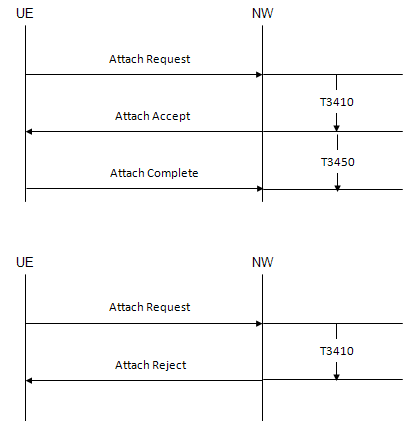 UE NW
Attach Request
T3410
Attach Accept
T3450
Attach Complete
UE NW
Attach Request
T3410
Attach Reject